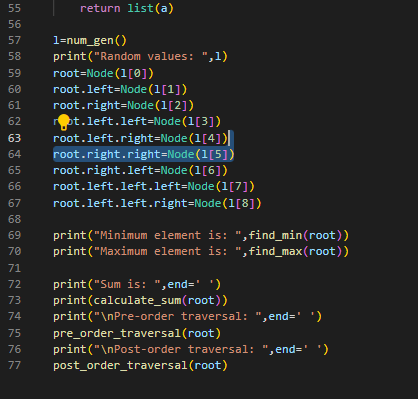 55 return list(a)
56
57 l=num_gen()
58 print("Random values: ",l)
59 root=Node(l[0])
60 root.left=Node(l[1])
61 root.right=Node(l[2])
62 root.left.left=Node(l[3])
63 root.left.right=Node(l[4])
64 root.right.right=Node(l[5])
65 root.right.left=Node(l[6])
66 root.left.left.left=Node(l[7])
67 root.left.left.right=Node(l[8])
68
69 print("Minimum element is: ",find_min(root))
70 print("Maximum element is: ",find_max(root))
71
72 print("Sum is: ",end=' ')
73 print(calculate_sum(root))
74 print("\nPre-order traversal: ",end=' ')
75 pre_order_traversal(root)
76 print("\nPost-order traversal: ",end=' ')
77 post_order_traversal(root)